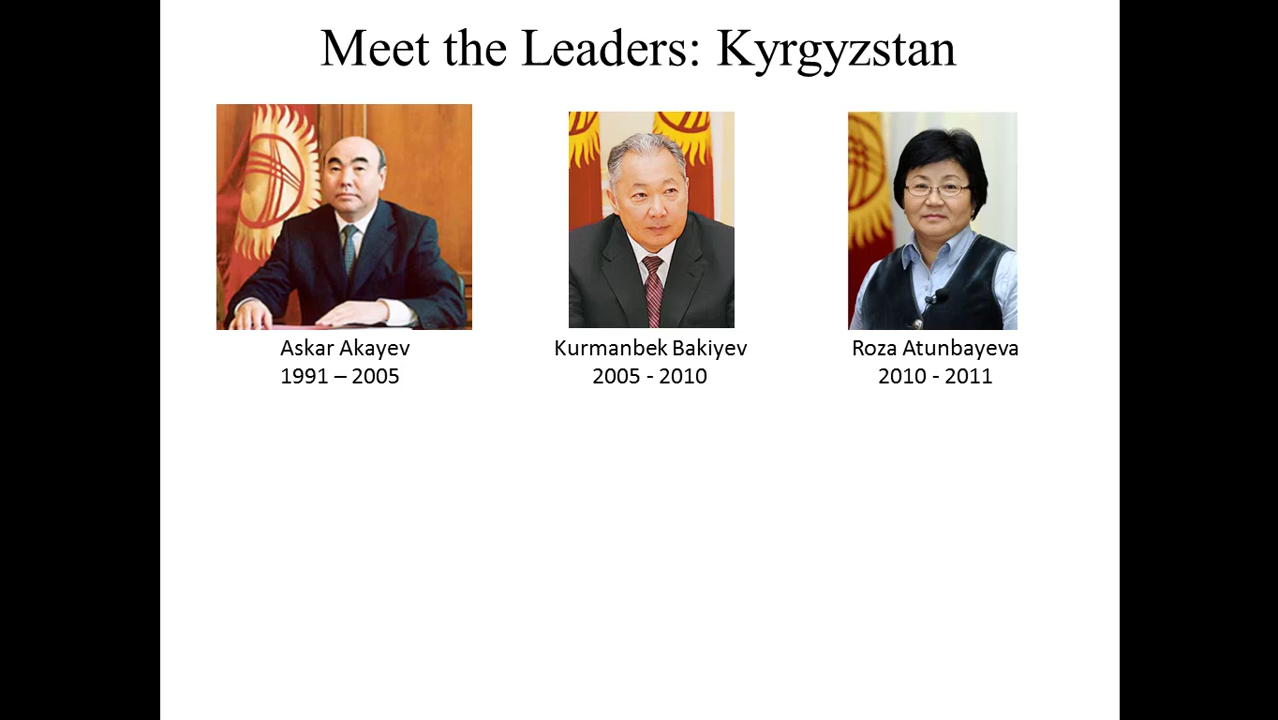 Meet the Leaders: Kyrgyzstan
Askar Akayev
1991 – 2005
Kurmanbek Bakiyev
2005 - 2010
Roza Atunbayeva
2010 - 2011